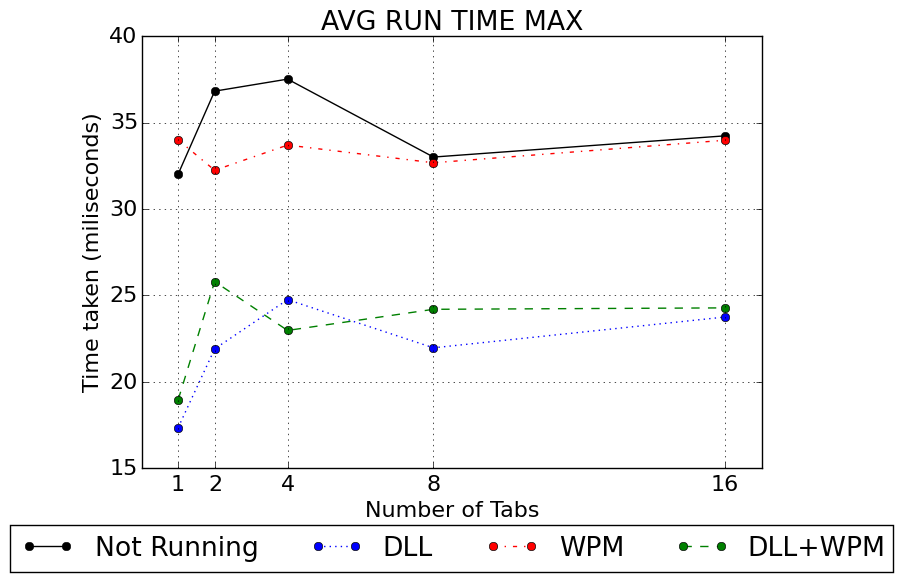 AVG RUN TIME MAX
40
35
30
25
20
15
Time taken (miliseconds)
1 2 4 8 16
Number of Tabs
Not Running DLL WPM DLL+WPM